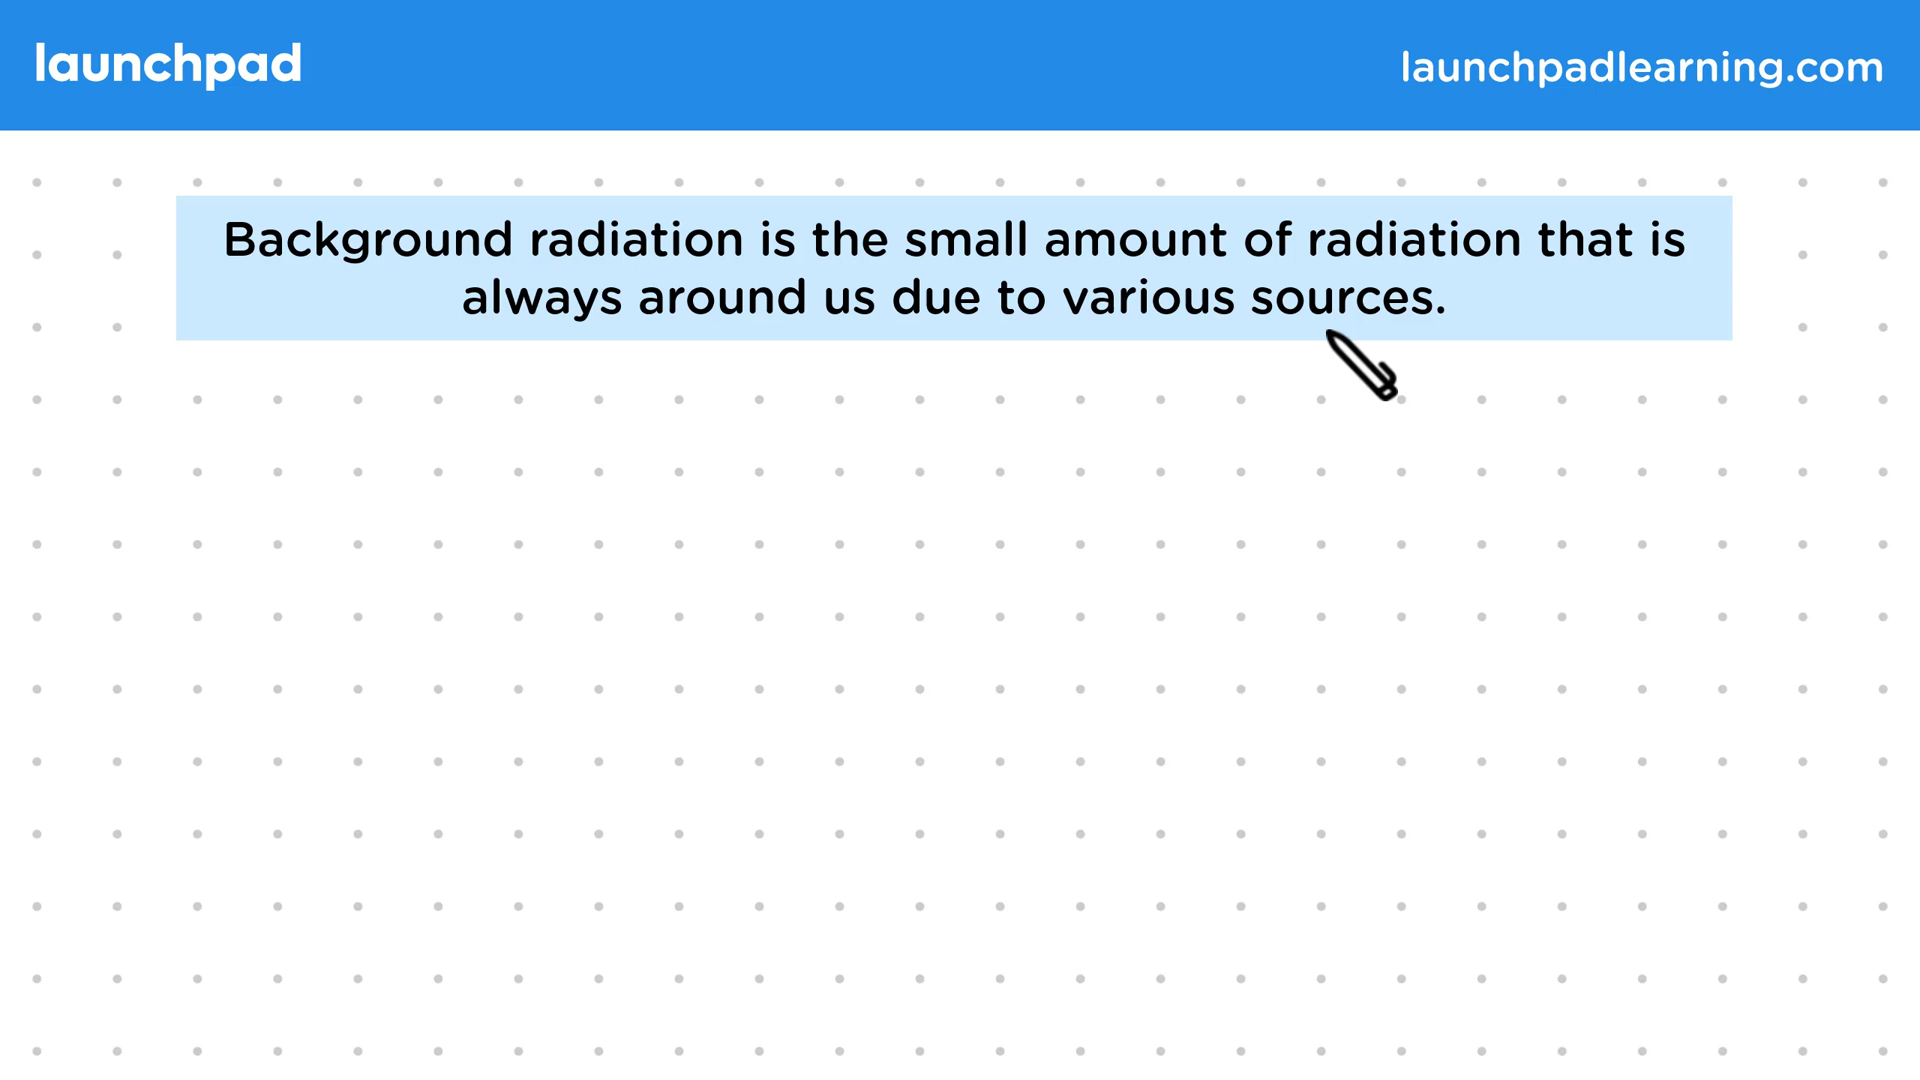 launchpad
launchpadlearning.com
Background radiation is the small amount of radiation that is
always around us due to various sources.